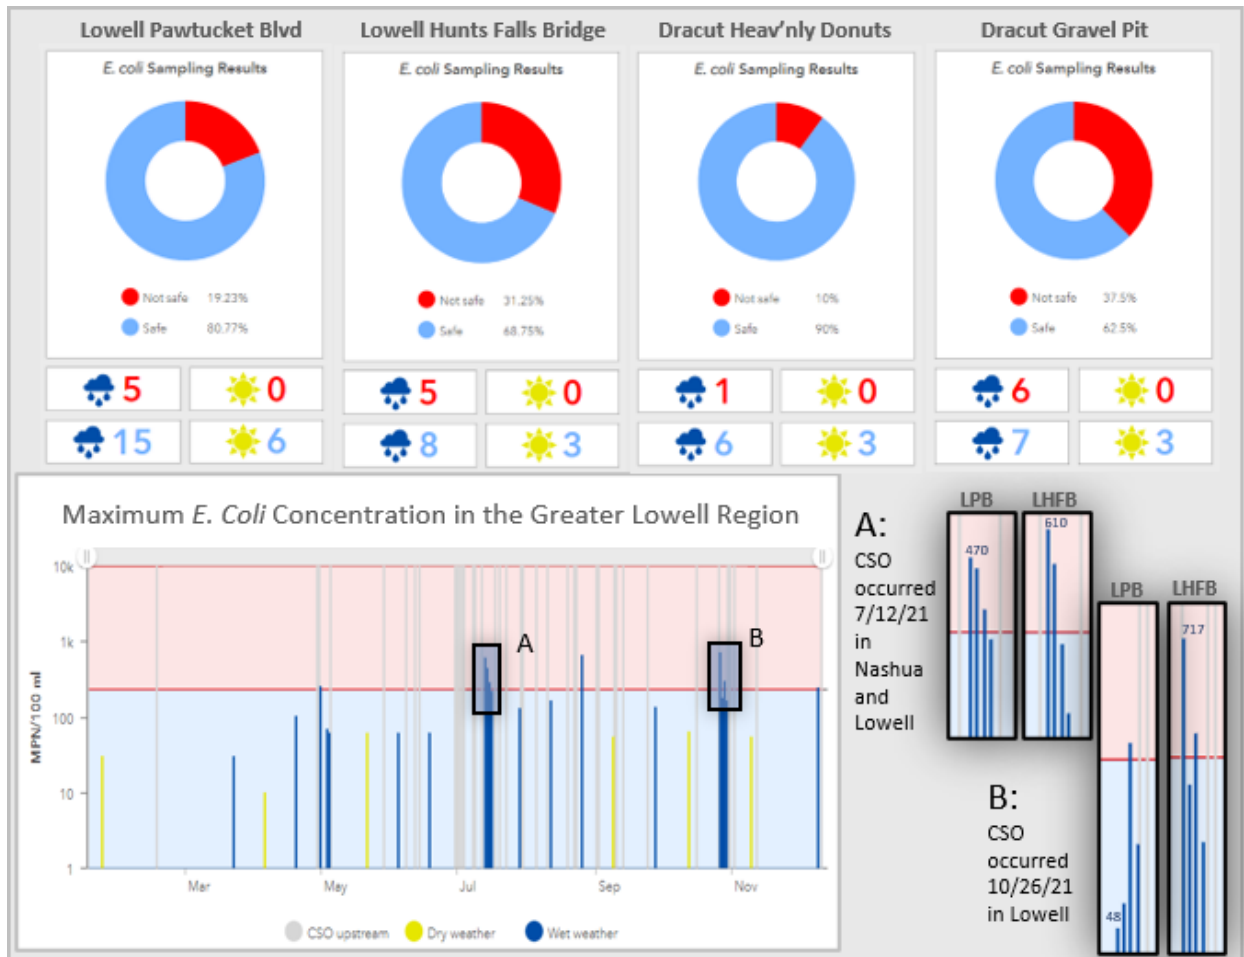 Lowell Pawtucket Blvd
E. coli Sampling Results
Not safe 19.23%
Safe 80.77%
5 0
15 6
Lowell Hunts Falls Bridge
E. coli Sampling Results
Not safe 31.25%
Safe 68.75%
5 0
8 3
Dracut Heav'nly Donuts
E. coli Sampling Results
Not safe 10%
Safe 90%
1 0
6 3
Dracut Gravel Pit
E. coli Sampling Results
Not safe 37.5%
Safe 62.5%
6 0
7 3
Maximum E. Coli Concentration in the Greater Lowell Region
MPN/100 ml
10k
1k
100
10
1
A
B
Mar May Jul Sep Nov
CSO upstream Dry weather Wet weather
A:
CSO
occurred
7/12/21
in
Nashua
and
Lowell
LPB LHFB
470 610
B:
CSO
occurred
10/26/21
in Lowell
LPB LHFB
48 717